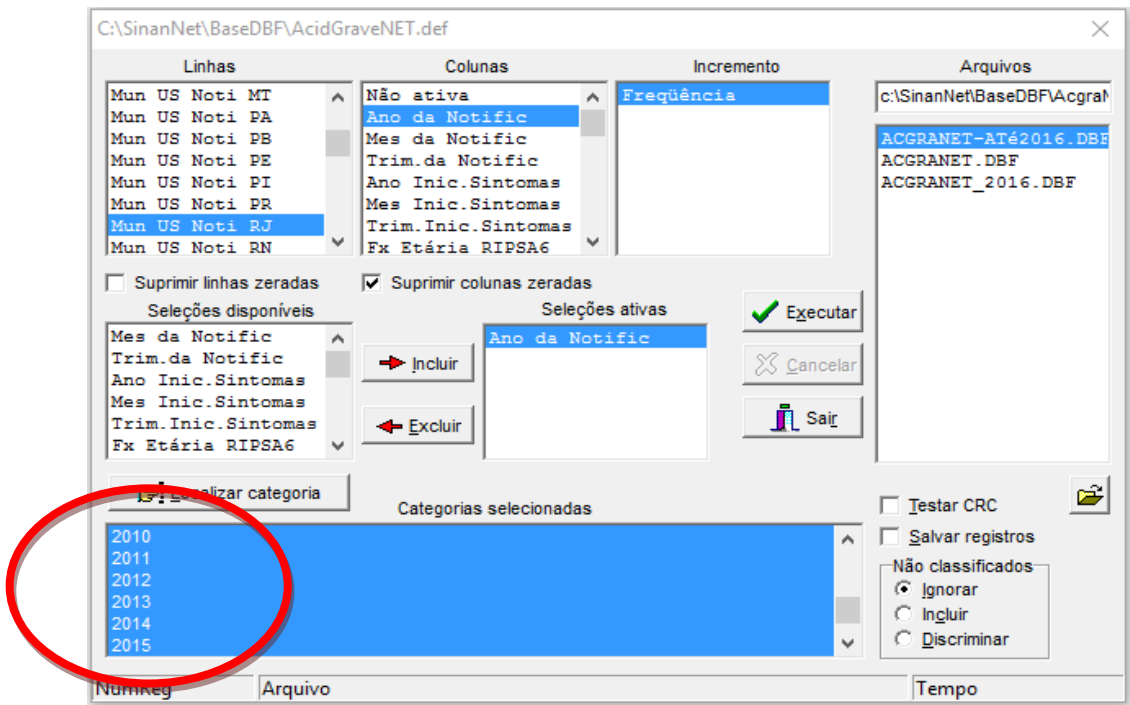 C:\SinanNet\BaseDBF\AcidGraveNET.def
Linhas
Mun US Noti MT
Mun US Noti PA
Mun US Noti PB
Mun US Noti PE
Mun US Noti PI
Mun US Noti PR
Mun US Noti RJ
Mun US Noti RN
Colunas
Não ativa
Ano da Notific
Mes da Notific
Trim.da Notific
Ano Inic.Sintomas
Mes Inic.Sintomas
Trim.Inic.Sintomas
Fx Etária RIPSA6
Incremento
Freqüência
Arquivos
c:\SinanNet\BaseDBF\Acgra
ACGRANET-ATé2016.DBF
ACGRANET.DBF
ACGRANET_2016.DBF
Suprimir linhas zeradas
Suprimir colunas zeradas
Seleções disponíveis
Mes da Notific
Trim.da Notific
Ano Inic.Sintomas
Mes Inic.Sintomas
Trim.Inic.Sintomas
Fx Etária RIPSA6
Incluir
Excluir
Seleções ativas
Ano da Notific
Executar
Cancelar
Sair
Localizar categoria
Categorias selecionadas
2010
2011
2012
2013
2014
2015
Testar CRC
Salvar registros
Não classificados
Ignorar
Incluir
Discriminar
NumReg
Arquivo
Tempo